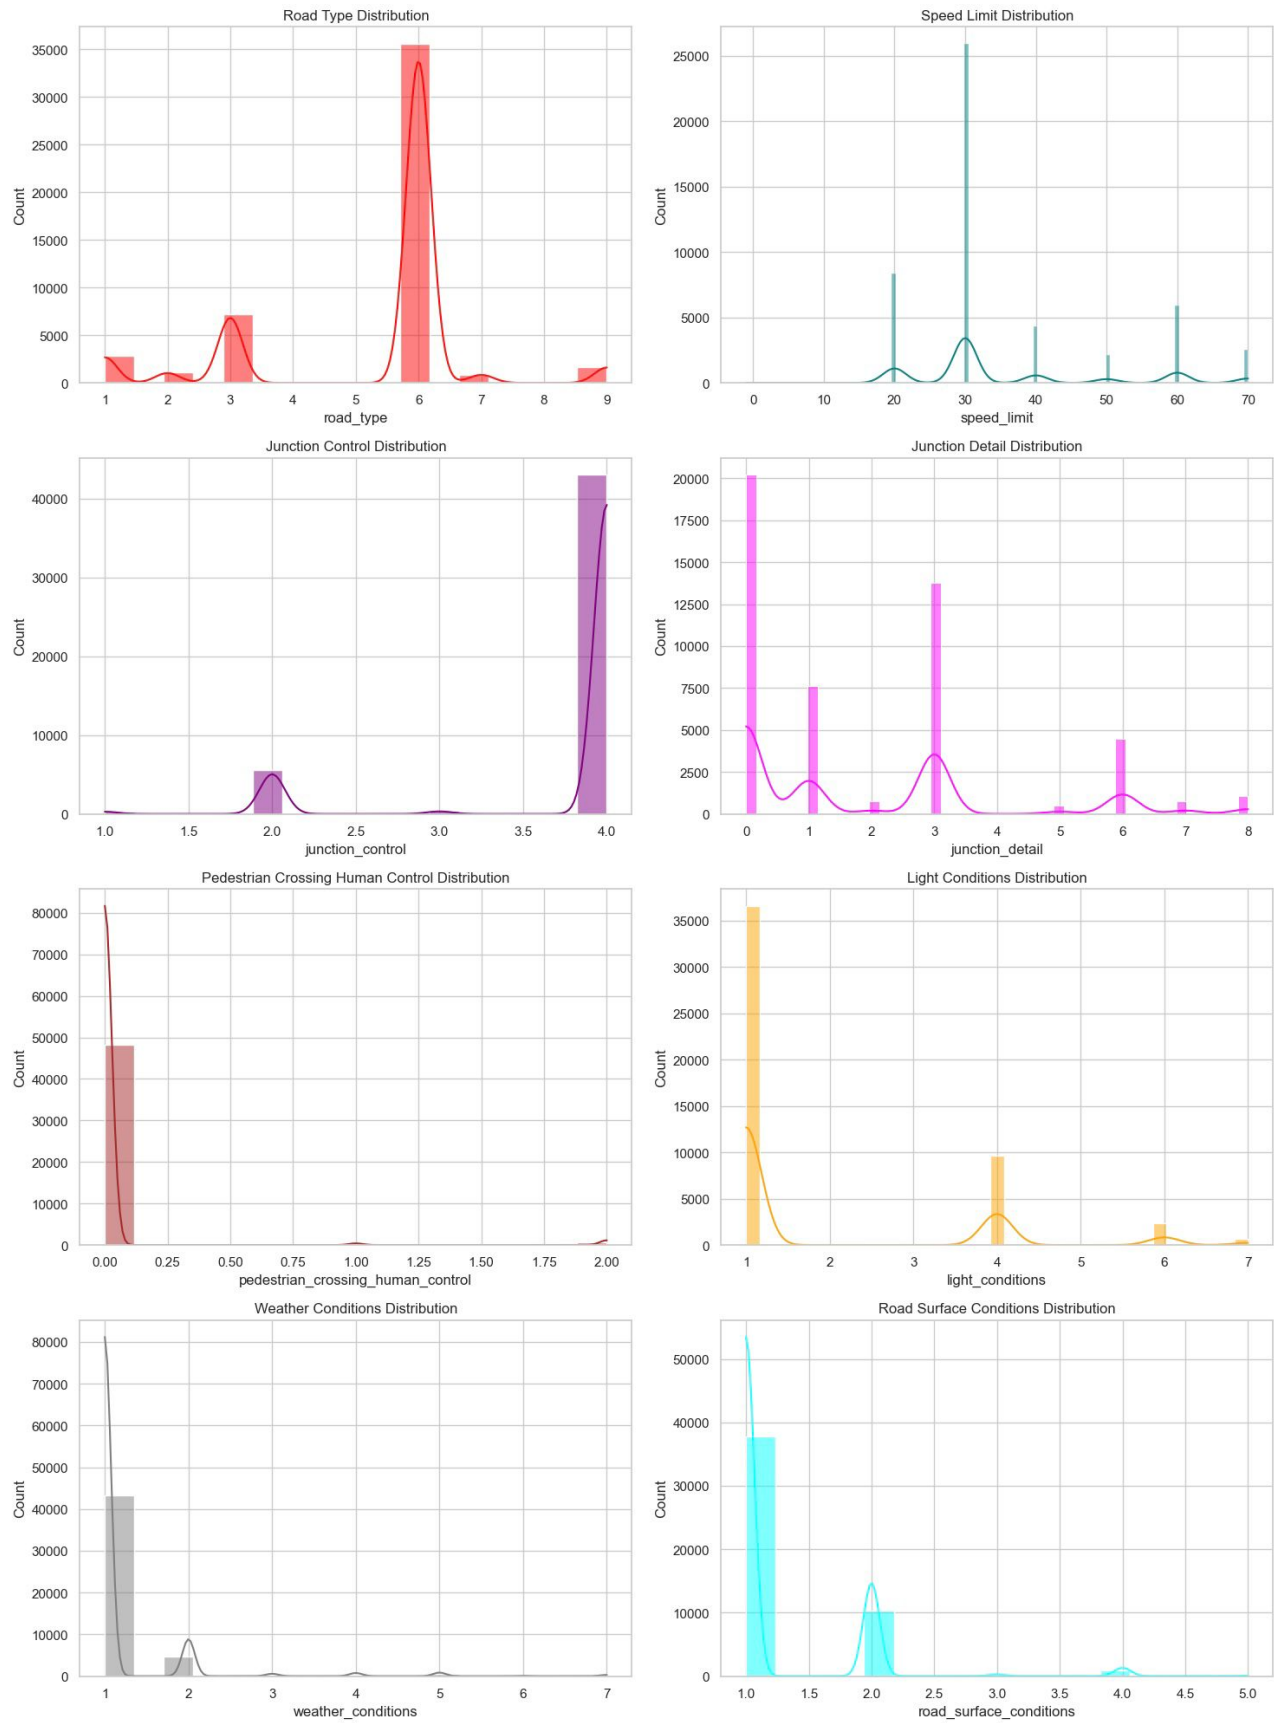 Road Type Distribution
Count
35000
30000
25000
20000
15000
10000
5000
0
1 2 3 4 5 6 7 8 9
road_type
Speed Limit Distribution
Count
25000
20000
15000
10000
5000
0
0 10 20 30 40 50 60 70
speed_limit
Junction Control Distribution
Count
40000
30000
20000
10000
0
1.0 1.5 2.0 2.5 3.0 3.5 4.0
junction_control
Junction Detail Distribution
Count
20000
17500
15000
12500
10000
7500
5000
2500
0
0 1 2 3 4 5 6 7 8
junction_detail
Pedestrian Crossing Human Control Distribution
Count
80000
70000
60000
50000
40000
30000
20000
10000
0
0.00 0.25 0.50 0.75 1.00 1.25 1.50 1.75 2.00
pedestrian_crossing_human_control
Light Conditions Distribution
Count
35000
30000
25000
20000
15000
10000
5000
0
1 2 3 4 5 6 7
light_conditions
Weather Conditions Distribution
Count
80000
70000
60000
50000
40000
30000
20000
10000
0
1 2 3 4 5 6 7
weather_conditions
Road Surface Conditions Distribution
Count
50000
40000
30000
20000
10000
0
1.0 1.5 2.0 2.5 3.0 3.5 4.0 4.5 5.0
road_surface_conditions